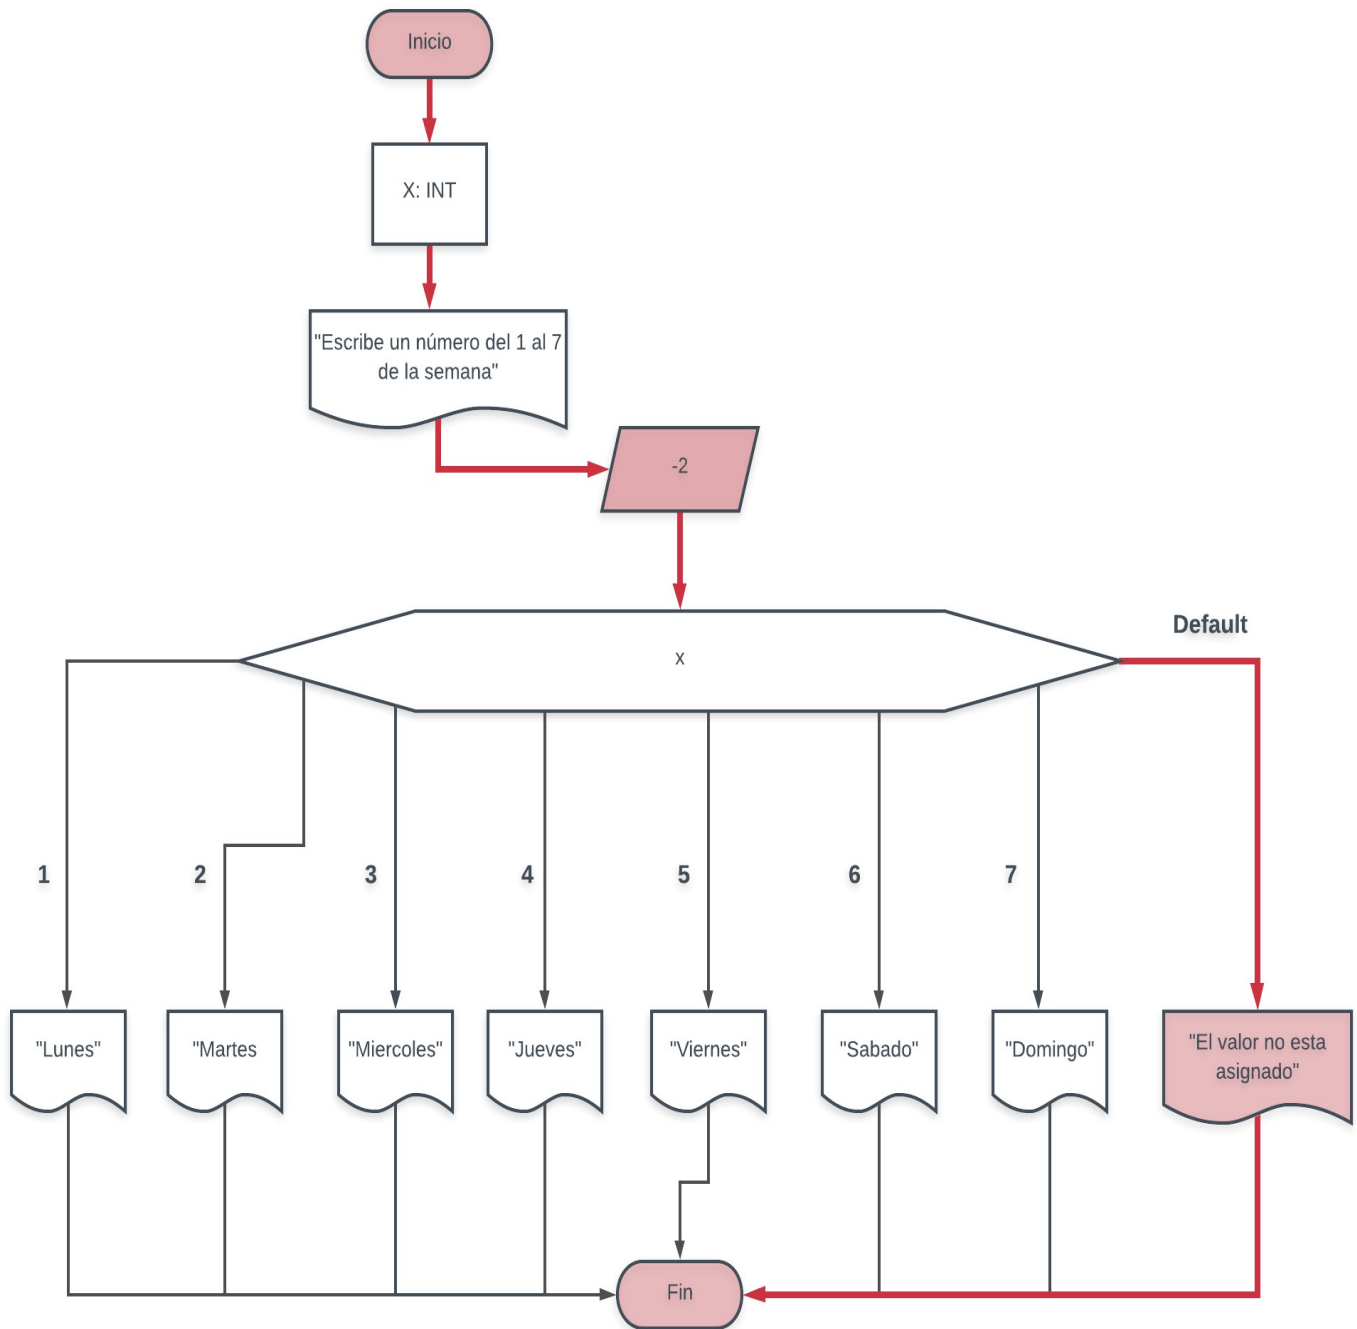 Inicio
X: INT
"Escribe un número del 1 al 7
de la semana"
-2
x
Default
1
2
3
4
5
6
7
"Lunes"
"Martes
"Miercoles"
"Jueves"
"Viernes"
"Sabado"
"Domingo"
"El valor no esta
asignado"
Fin